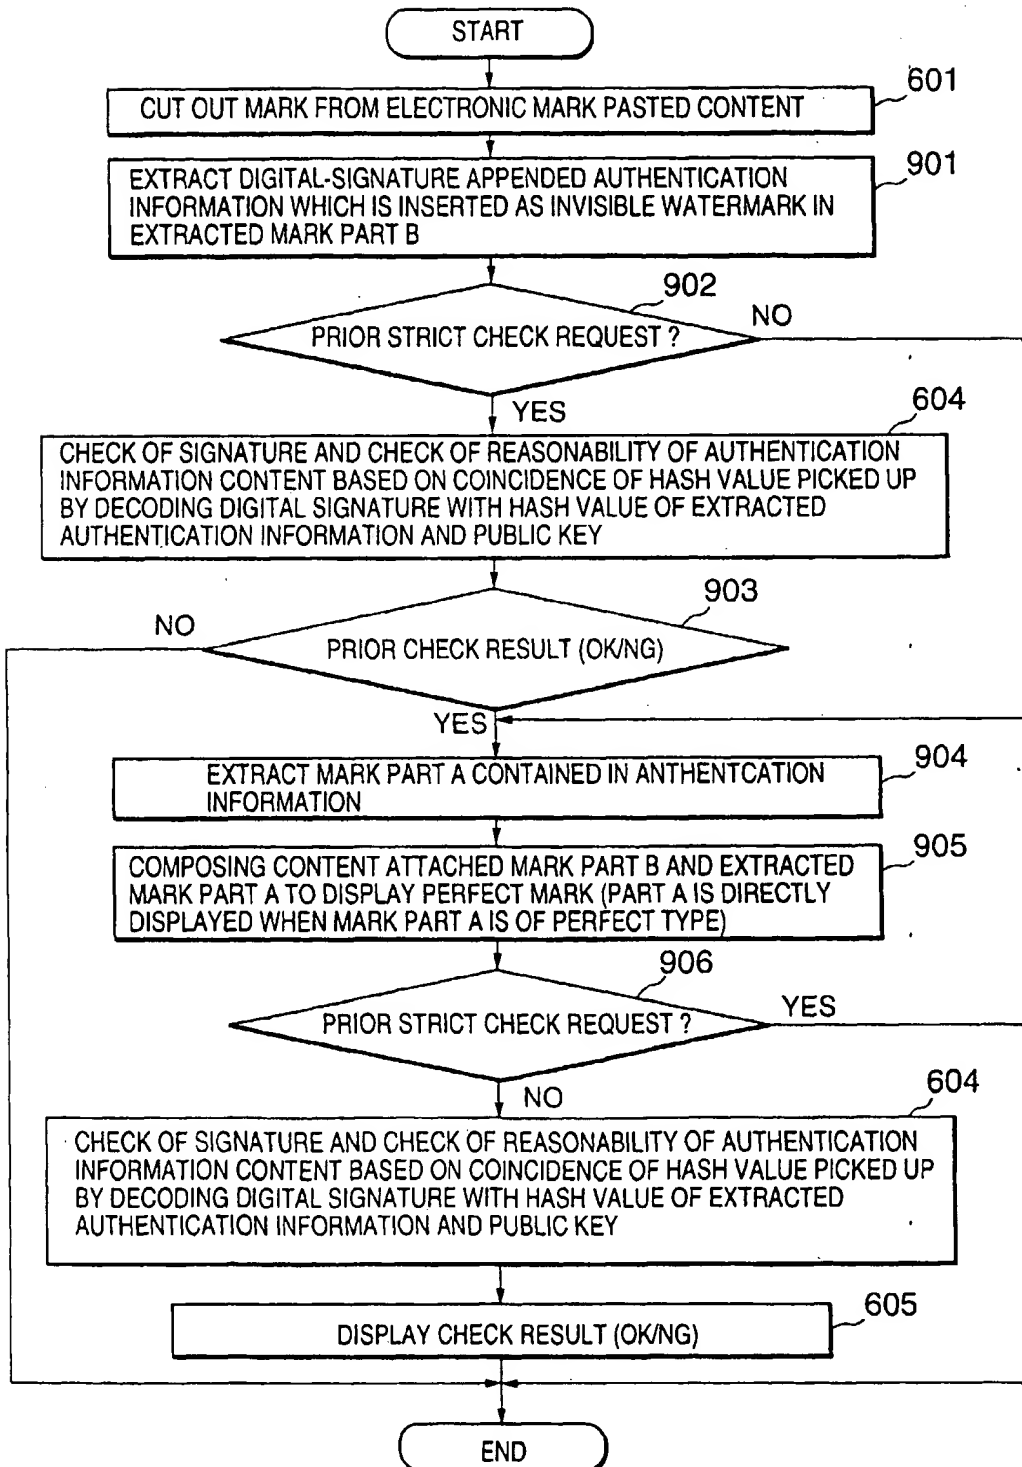 START
601
CUT OUT MARK FROM ELECTRONIC MARK PASTED CONTENT
901
EXTRACT DIGITAL-SIGNATURE APPENDED AUTHENTICATION
INFORMATION WHICH IS INSERTED AS INVISIBLE WATERMARK IN
EXTRACTED MARK PART B
902
PRIOR STRICT CHECK REQUEST ?
NO
YES
604
CHECK OF SIGNATURE AND CHECK OF REASONABILITY OF AUTHENTICATION
INFORMATION CONTENT BASED ON COINCIDENCE OF HASH VALUE PICKED UP
BY DECODING DIGITAL SIGNATURE WITH HASH VALUE OF EXTRACTED
AUTHENTICATION INFORMATION AND PUBLIC KEY
903
NO
PRIOR CHECK RESULT (OK/NG)
YES
904
EXTRACT MARK PART A CONTAINED IN ANTHENTCATION
INFORMATION
905
COMPOSING CONTENT ATTACHED MARK PART B AND EXTRACTED
MARK PART A TO DISPLAY PERFECT MARK (PART A IS DIRECTLY
DISPLAYED WHEN MARK PART A IS OF PERFECT TYPE)
906
PRIOR STRICT CHECK REQUEST ?
YES
NO
604
CHECK OF SIGNATURE AND CHECK OF REASONABILITY OF AUTHENTICATION
INFORMATION CONTENT BASED ON COINCIDENCE OF HASH VALUE PICKED UP
BY DECODING DIGITAL SIGNATURE WITH HASH VALUE OF EXTRACTED
AUTHENTICATION INFORMATION AND PUBLIC KEY
605
DISPLAY CHECK RESULT (OK/NG)
END